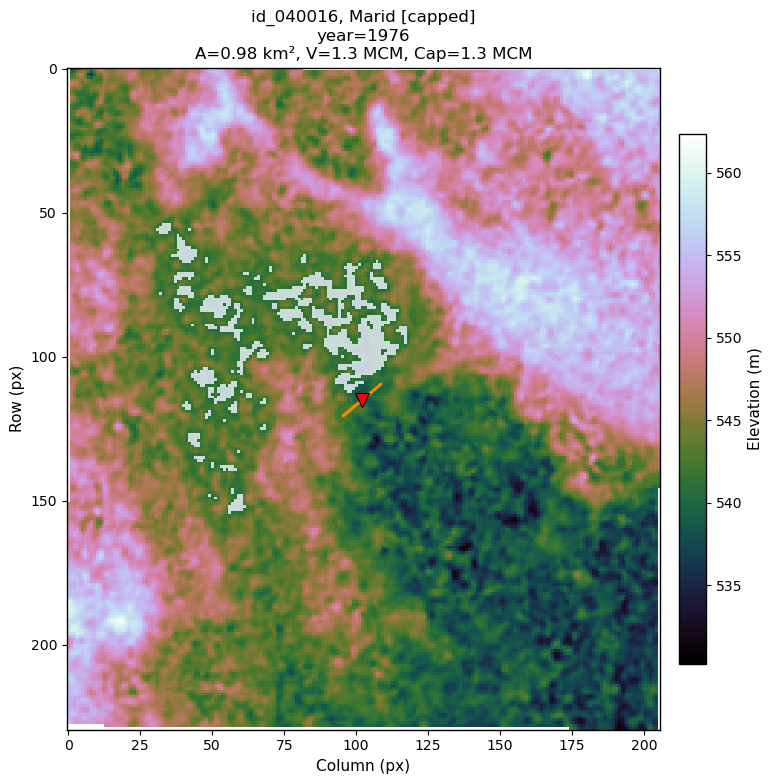 id_040016, Marid [capped]
year=1976
A=0.98 km², V=1.3 MCM, Cap=1.3 MCM
0
50
100
150
200
Row (px)
0 25 50 75 100 125 150 175 200
Column (px)
560
555
550
545
540
535
Elevation (m)